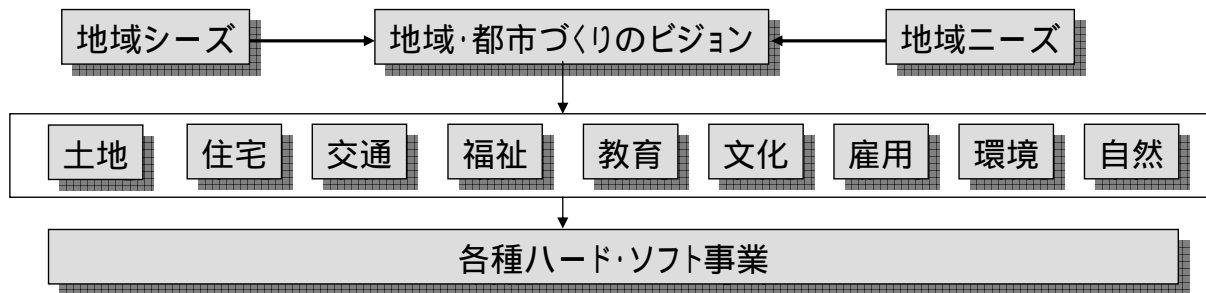 地域シーズ 地域・都市づくりのビジョン 地域ニーズ
土地 住宅 交通 福祉 教育 文化 雇用 環境 自然
各種ハード・ソフト事業